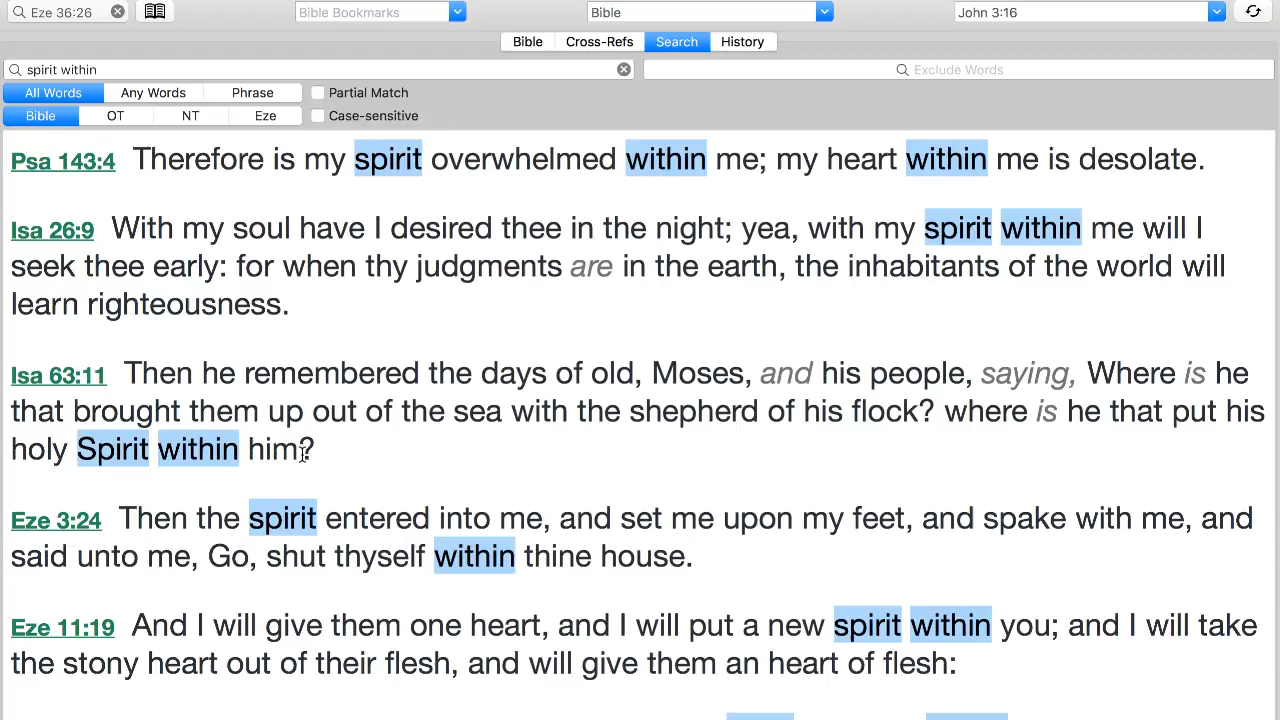 Eze 36:26 Bible Bookmarks Bible John 3:16
Bible Cross-Refs Search History
spirit within Exclude Words
All Words Any Words Phrase Partial Match
Bible OT NT Eze Case-sensitive
Psa 143:4 Therefore is my spirit overwhelmed within me; my heart within me is desolate.
Isa 26:9 With my soul have I desired thee in the night; yea, with my spirit within me will I
seek thee early: for when thy judgments are in the earth, the inhabitants of the world will
learn righteousness.
Isa 63:11 Then he remembered the days of old, Moses, and his people, saying, Where is he
that brought them up out of the sea with the shepherd of his flock? where is he that put his
holy Spirit within him?
Eze 3:24 Then the spirit entered into me, and set me upon my feet, and spake with me, and
said unto me, Go, shut thyself within thine house.
Eze 11:19 And I will give them one heart, and I will put a new spirit within you; and I will take
the stony heart out of their flesh, and will give them an heart of flesh: